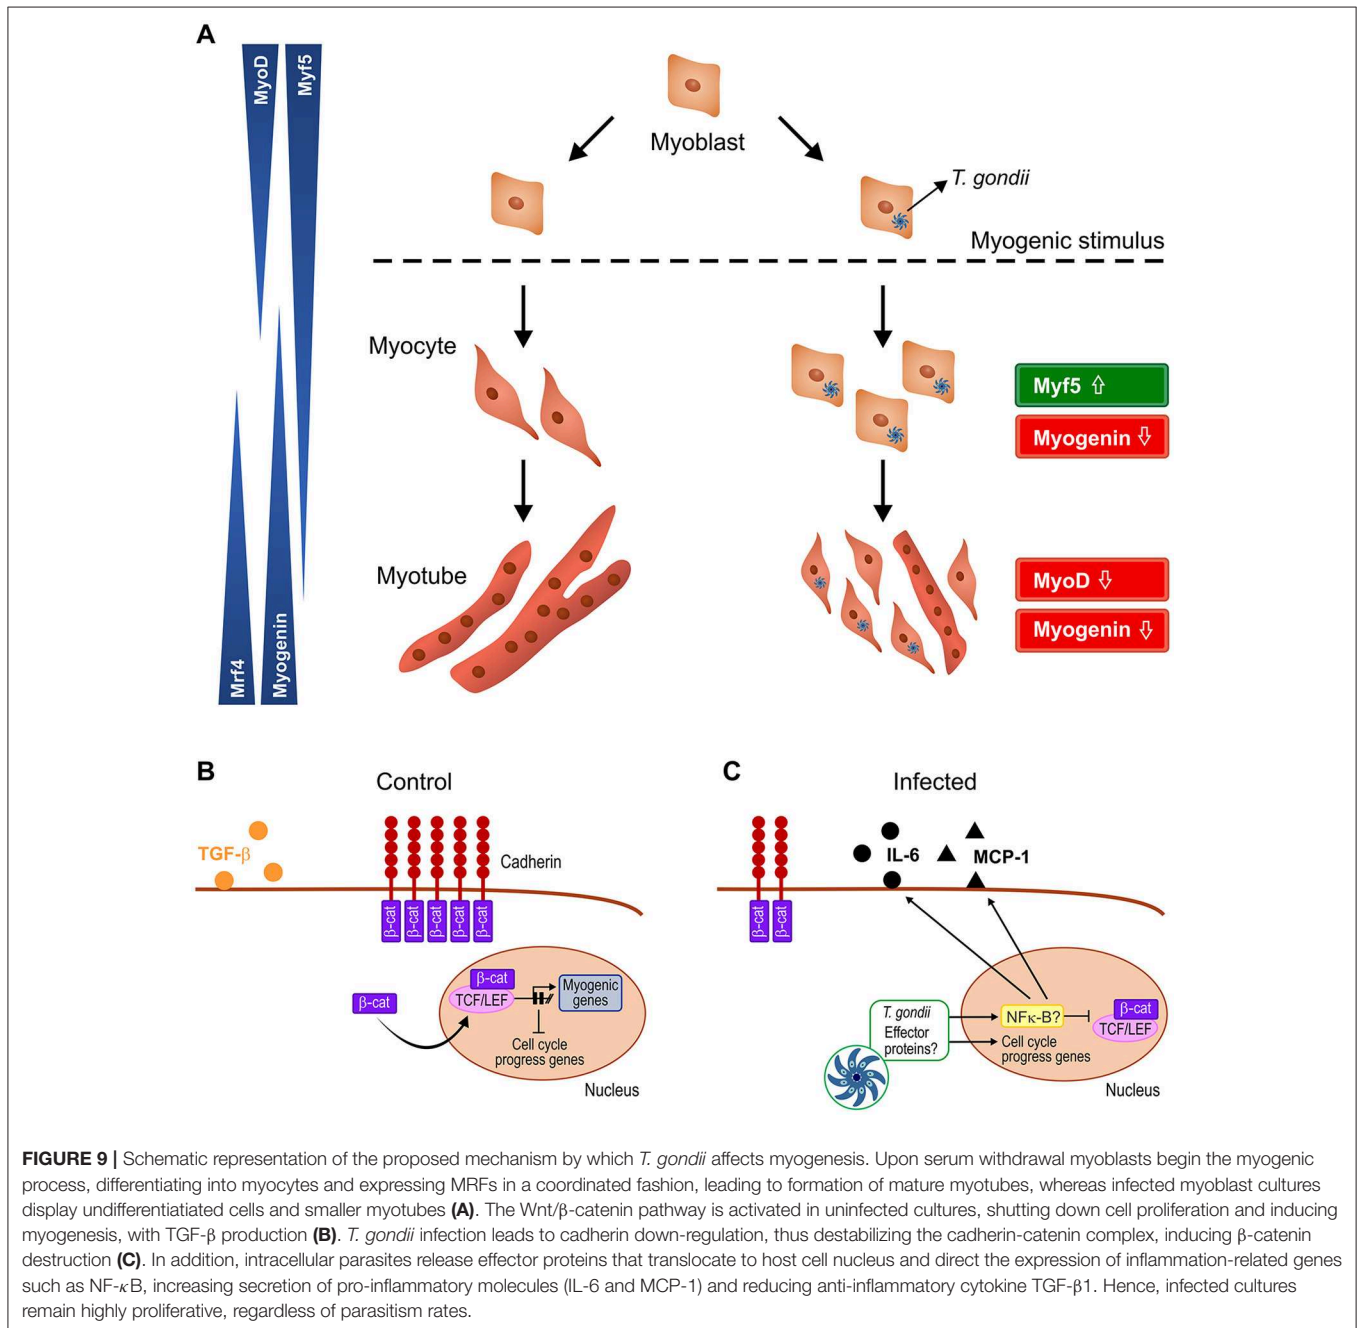 A
MyoD
Myf5
Mrf4
Myogenin
Myoblast
T. gondii
Myogenic stimulus
Myocyte
Myf5 ⇧
Myogenin ⇩
Myotube
MyoD ⇩
Myogenin ⇩
B
Control
TGF-β
Cadherin
β-cat
β-cat
β-cat
β-cat
β-cat
β-cat
β-cat
TCF/LEF
Myogenic
genes
Cell cycle
progress genes
Nucleus
C
Infected
IL-6
MCP-1
β-cat
β-cat
T. gondii
Effector
proteins?
NFκ-B?
Cell cycle
progress genes
β-cat
TCF/LEF
Nucleus
FIGURE 9 | Schematic representation of the proposed mechanism by which T. gondii affects myogenesis. Upon serum withdrawal myoblasts begin the myogenic
process, differentiating into myocytes and expressing MRFs in a coordinated fashion, leading to formation of mature myotubes, whereas infected myoblast cultures
display undifferentiated cells and smaller myotubes (A). The Wnt/β-catenin pathway is activated in uninfected cultures, shutting down cell proliferation and inducing
myogenesis, with TGF-β production (B). T. gondii infection leads to cadherin down-regulation, thus destabilizing the cadherin-catenin complex, inducing β-catenin
destruction (C). In addition, intracellular parasites release effector proteins that translocate to host cell nucleus and direct the expression of inflammation-related genes
such as NF-κB, increasing secretion of pro-inflammatory molecules (IL-6 and MCP-1) and reducing anti-inflammatory cytokine TGF-β1. Hence, infected cultures
remain highly proliferative, regardless of parasitism rates.